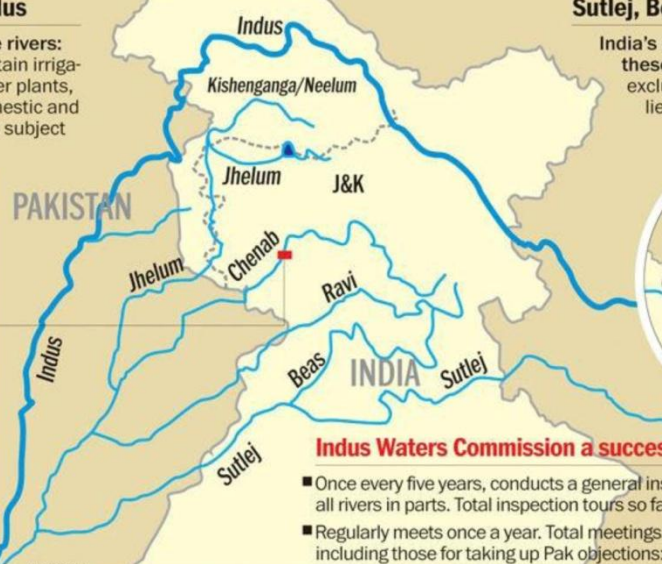 lus
e rivers:
tain irriga-
er plants,
nestic and
subject
Sutlej, Be
India's
these
excl
lie
Indus
Kishenganga/Neelum
Jhelum
J&K
PAKISTAN
Jhelum
Chenab
Ravi
Indus
Beas
INDIA
Sutlej
Sutlej
Indus Waters Commission a succes
■ Once every five years, conducts a general ins
all rivers in parts. Total inspection tours so fa
■ Regularly meets once a year. Total meetings
including those for taking up Pak objections: